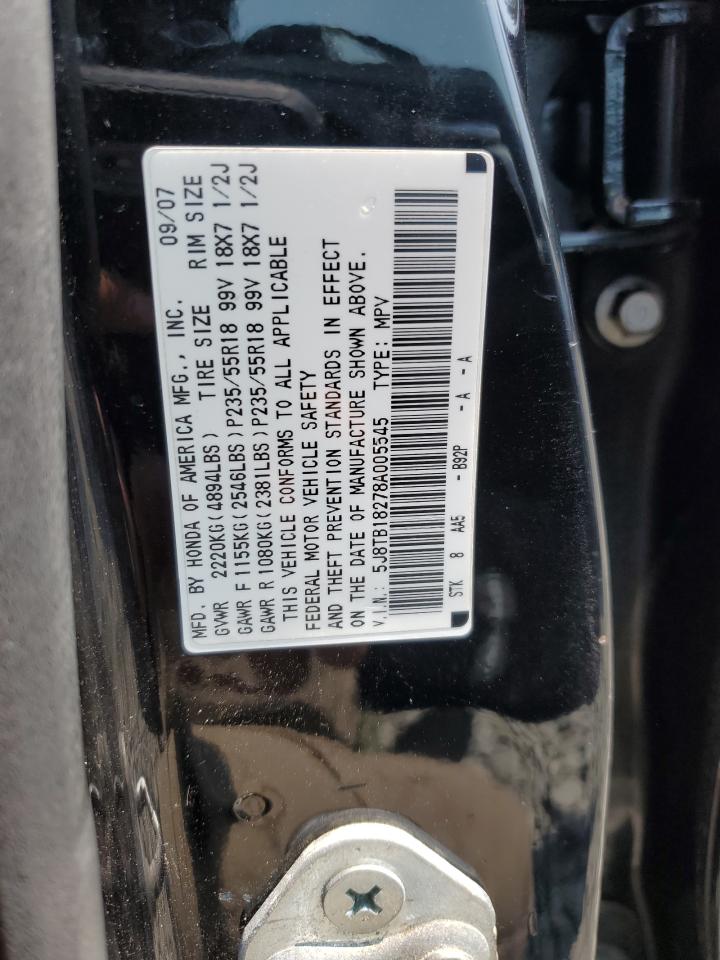 MFD. BY HONDA OF AMERICA MFG., INC. 09/07
GVWR 2220KG(4894LBS) TIRE SIZE RIM SIZE
GAWR F 1155KG(2546LBS)P235/55R18 99V 18X7 1/2J
GAWR R 1080KG(2381LBS)P235/55R18 99V 18X7 1/2J
THIS VEHICLE CONFORMS TO ALL APPLICABLE
FEDERAL MOTOR VEHICLE SAFETY
AND THEFT PREVENTION STANDARDS IN EFFECT
ON THE DATE OF MANUFACTURE SHOWN ABOVE.
V.I.N.: 5J8TB18278A005545 TYPE: MPV
STK 8 AA5 - B92P - A - A